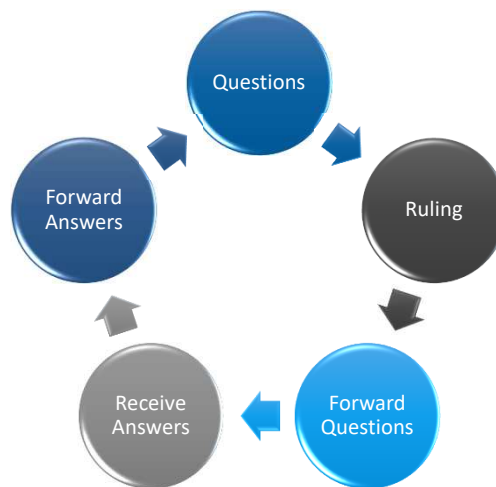 Questions
Ruling
Forward
Questions
Receive
Answers
Forward
Answers